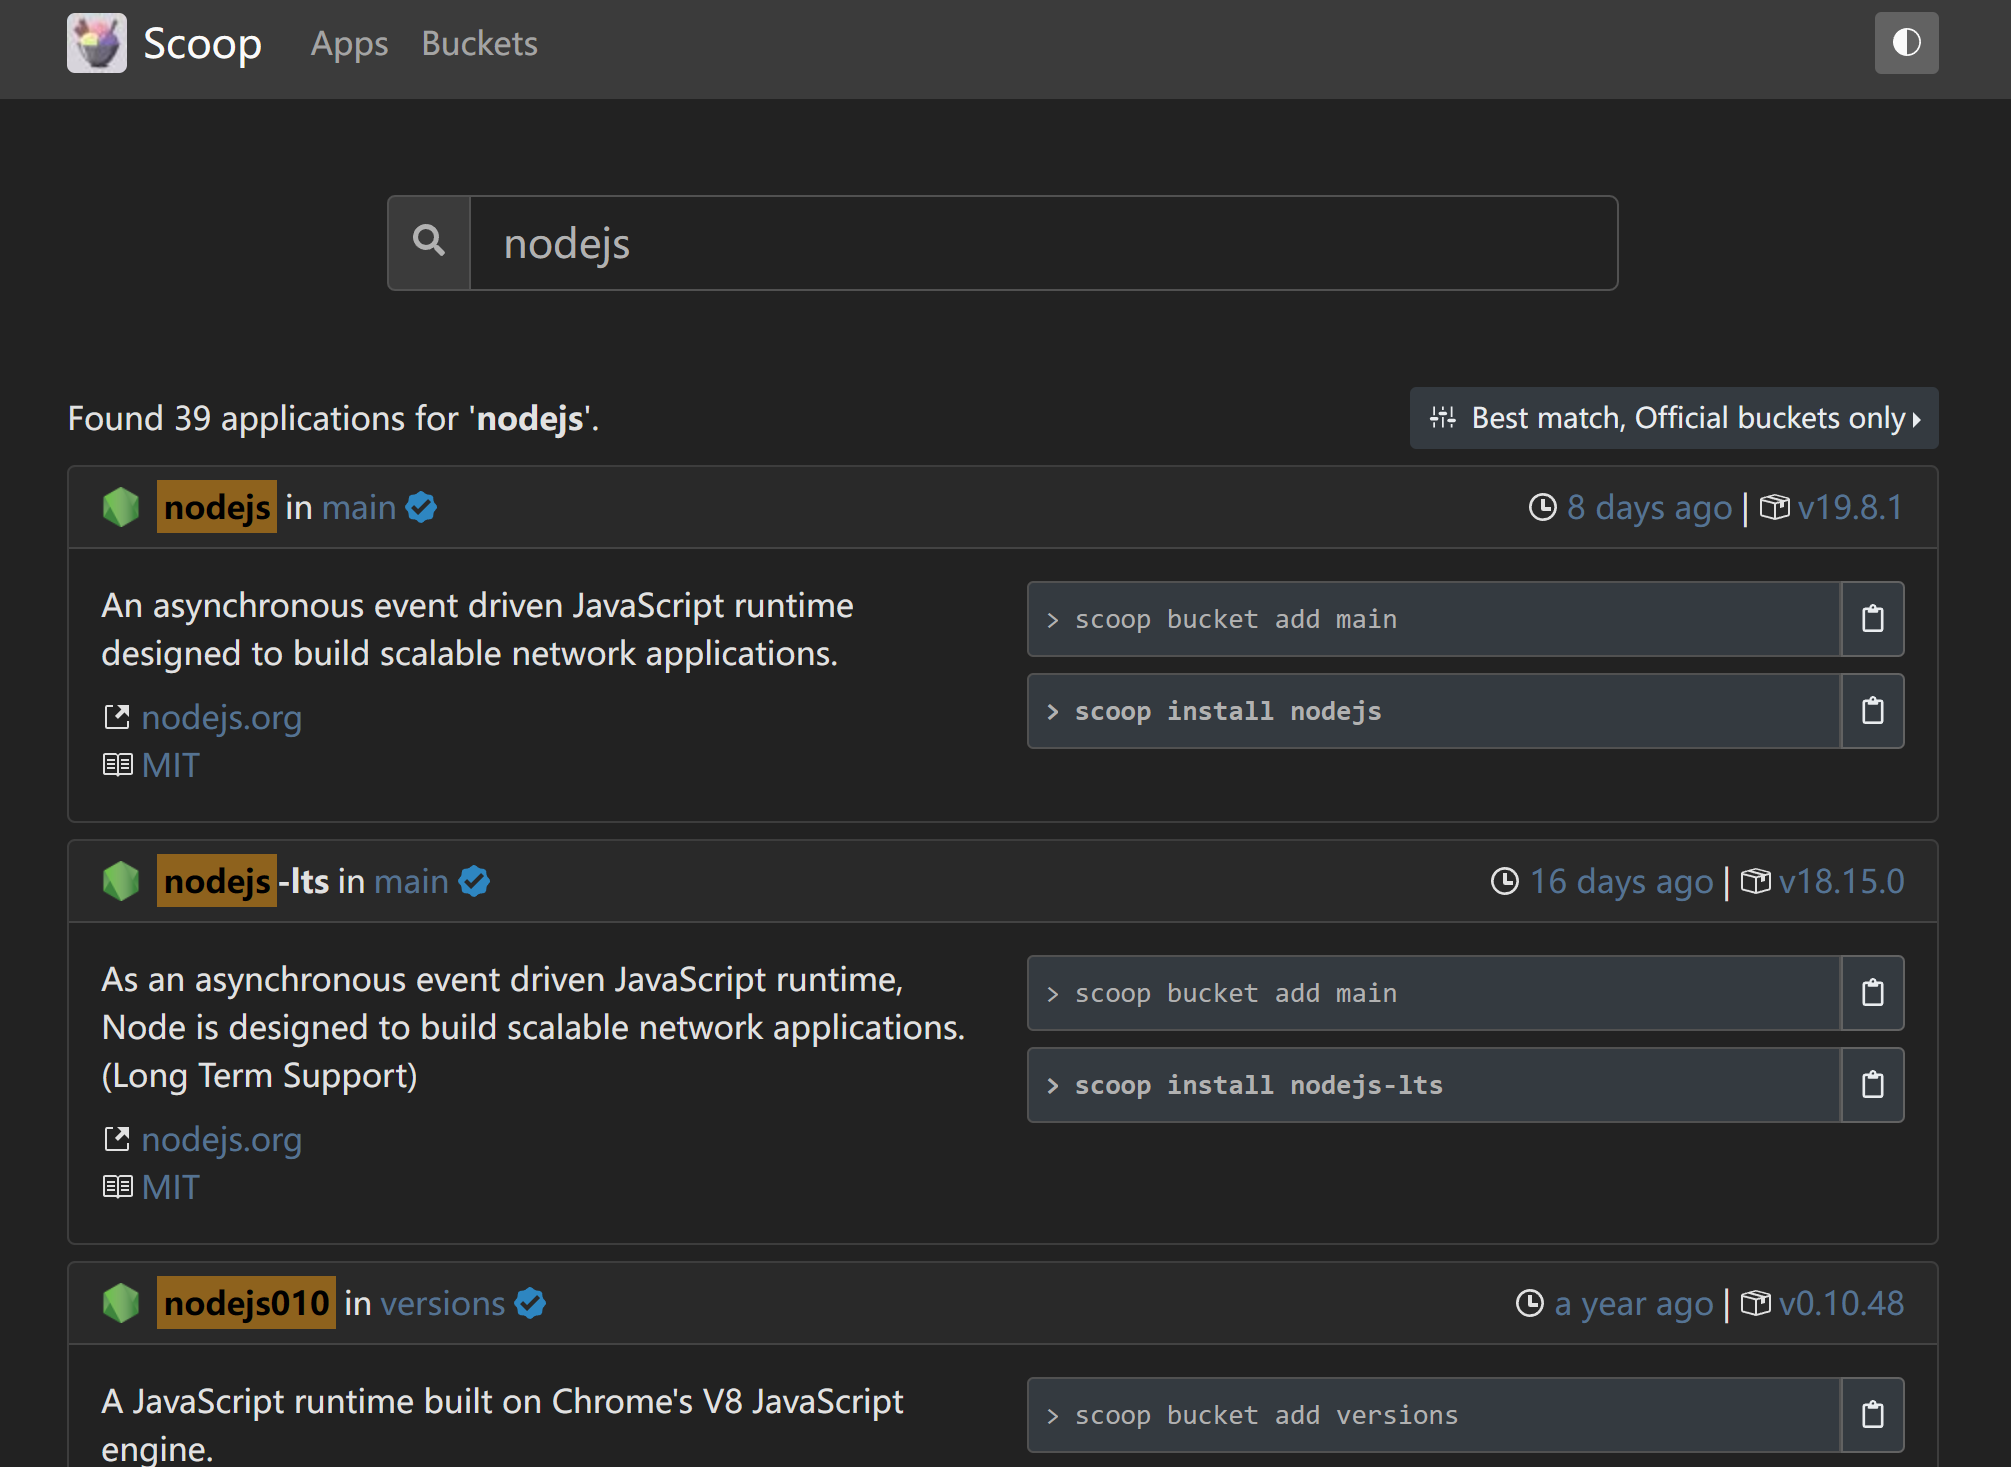 Scoop Apps Buckets
nodejs
Found 39 applications for 'nodejs'.
Best match, Official buckets only
nodejs in main
8 days ago | v19.8.1
An asynchronous event driven JavaScript runtime
designed to build scalable network applications.
nodejs.org
MIT
> scoop bucket add main
> scoop install nodejs
nodejs-lts in main
16 days ago | v18.15.0
As an asynchronous event driven JavaScript runtime,
Node is designed to build scalable network applications.
(Long Term Support)
nodejs.org
MIT
> scoop bucket add main
> scoop install nodejs-lts
nodejs010 in versions
a year ago | v0.10.48
A JavaScript runtime built on Chrome's V8 JavaScript
engine.
> scoop bucket add versions